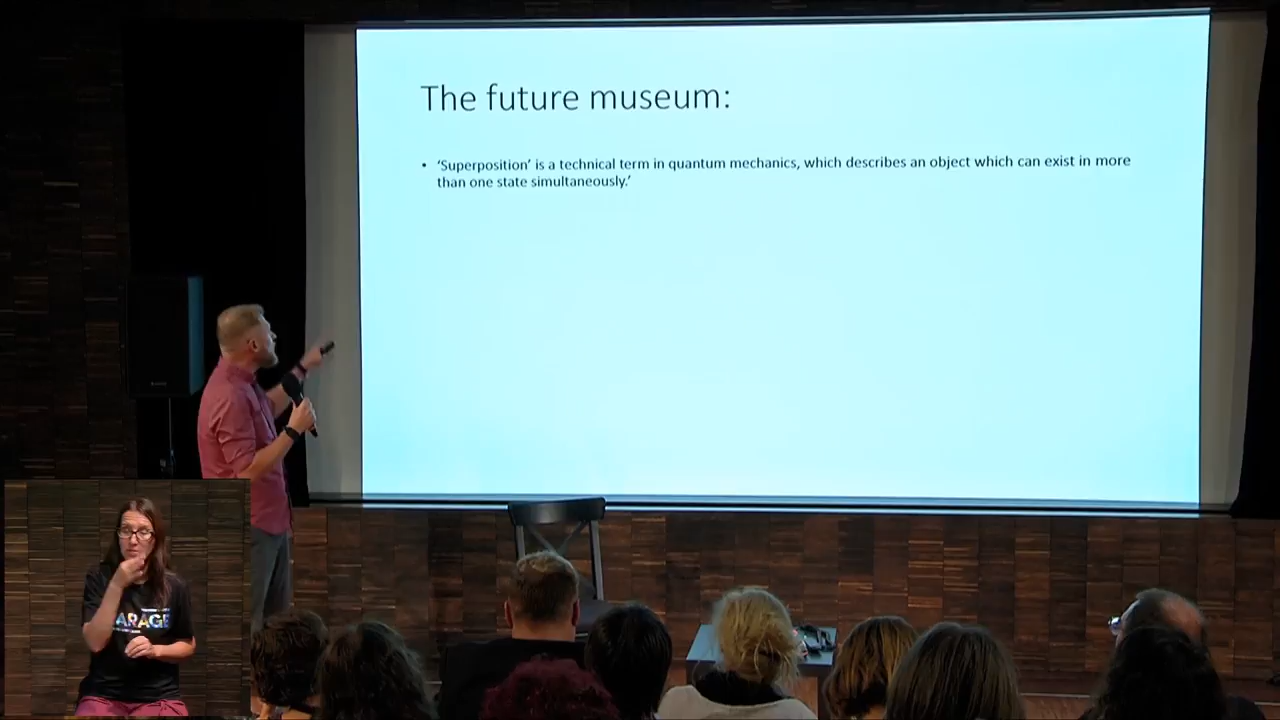 The future museum:
• ‘Superposition’ is a technical term in quantum mechanics, which describes an object which can exist in more
than one state simultaneously.’